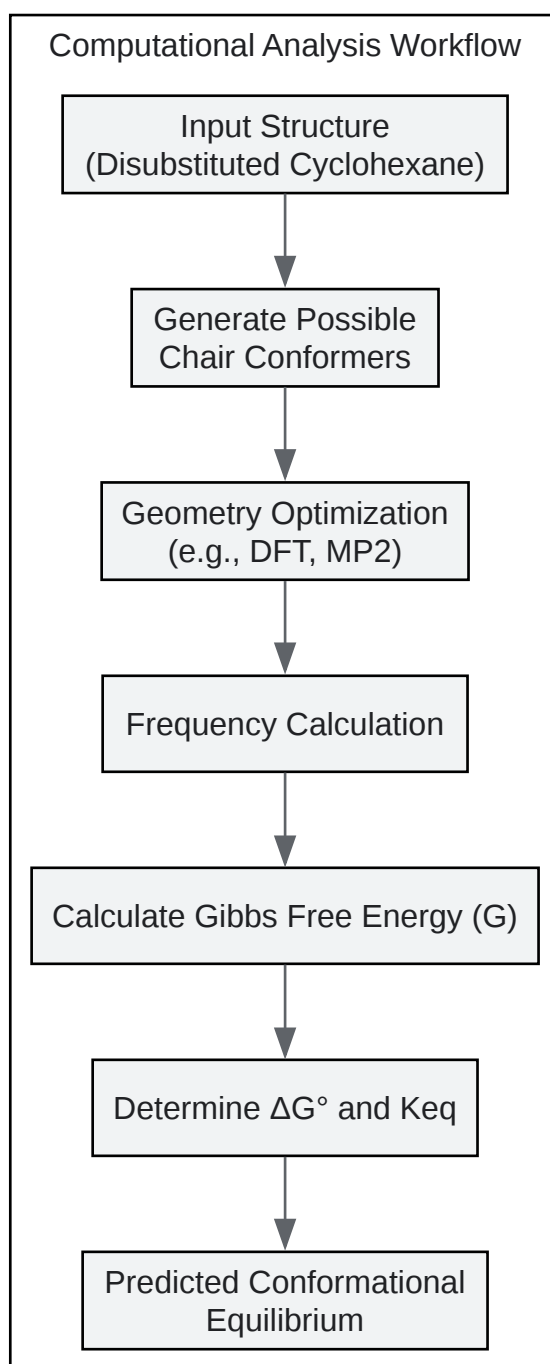 Computational Analysis Workflow
Input Structure
(Disubstituted Cyclohexane)
Generate Possible
Chair Conformers
Geometry Optimization
(e.g., DFT, MP2)
Frequency Calculation
Calculate Gibbs Free Energy (G)
Determine ΔG° and Keq
Predicted Conformational
Equilibrium